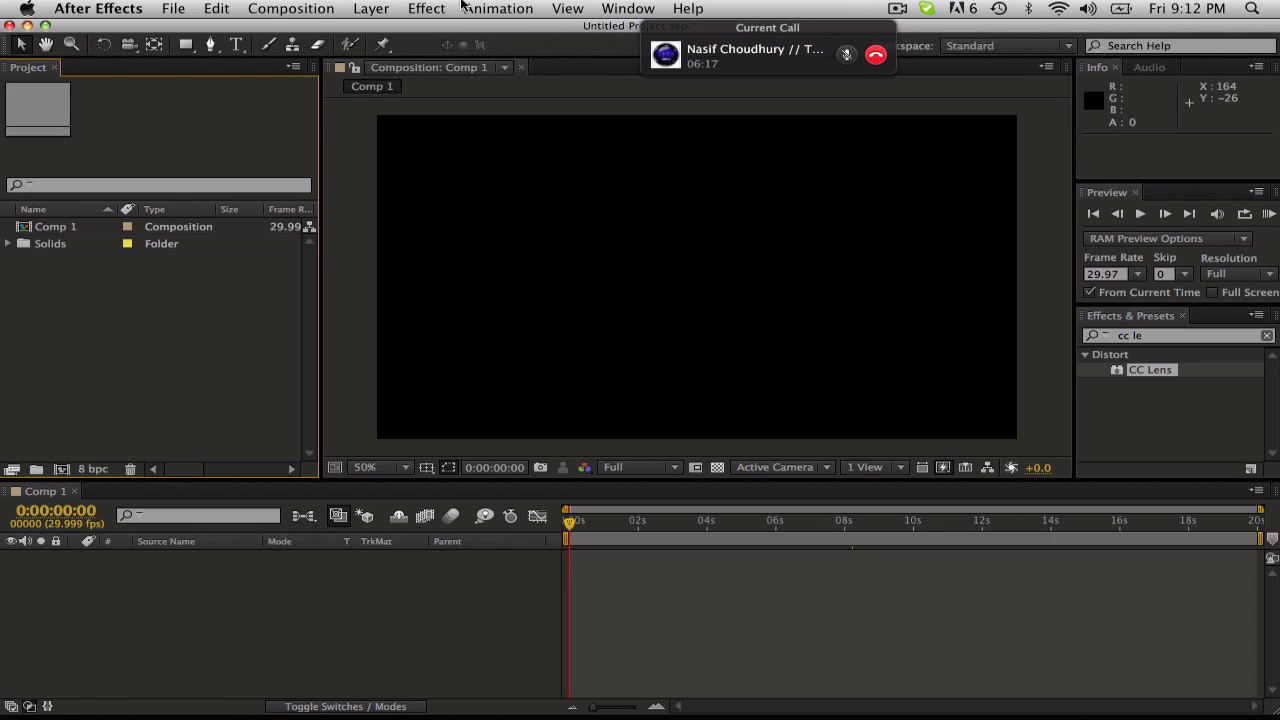 After Effects File Edit Composition Layer Effect Animation View Window Help 6 Fri 9:12 PM
Untitled Project.aep *
Current Call
Nasif Choudhury // T...
06:17
Standard Search Help
Project Composition: Comp 1 Info Audio
Comp 1
R : X : 164
G : Y : -26
B :
A : 0
Preview
Name Type Size Frame R...
Comp 1 Composition 29.99
Solids Folder
RAM Preview Options
Frame Rate Skip Resolution
29.97 0 Full
From Current Time Full Screen
Effects & Presets
cc le
Distort
CC Lens
8 bpc 50% 0:00:00:00 Full Active Camera 1 View +0.0
Comp 1
0:00:00:00
00000 (29.999 fps)
02s 04s 06s 08s 10s 12s 14s 16s 18s 20s
# Source Name Mode T TrkMat Parent
Toggle Switches / Modes